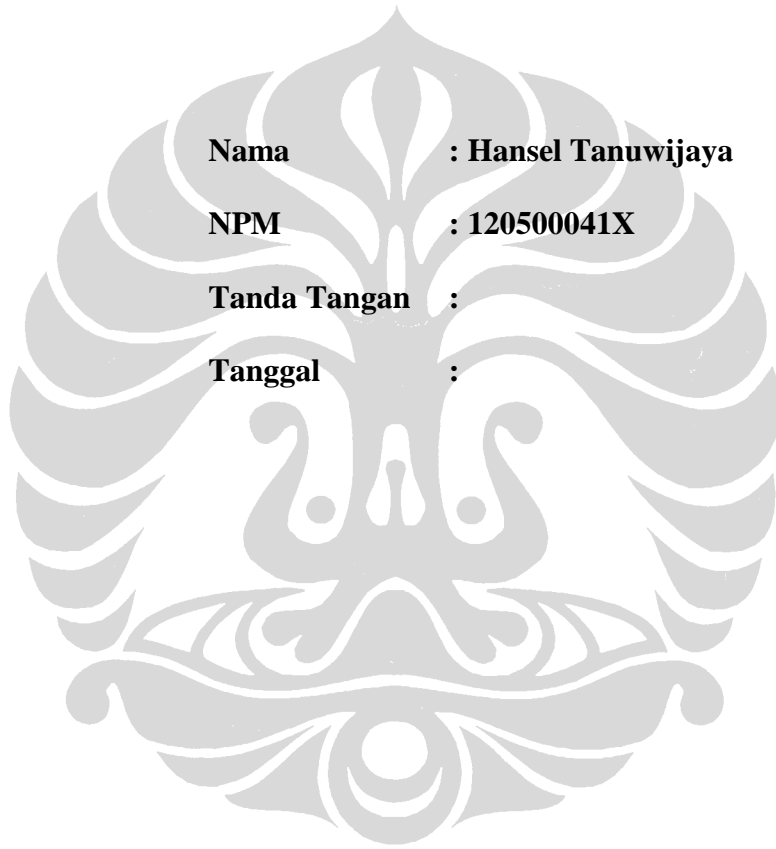 Nama : Hansel Tanuwijaya
NPM : 120500041X
Tanda Tangan :
Tanggal :